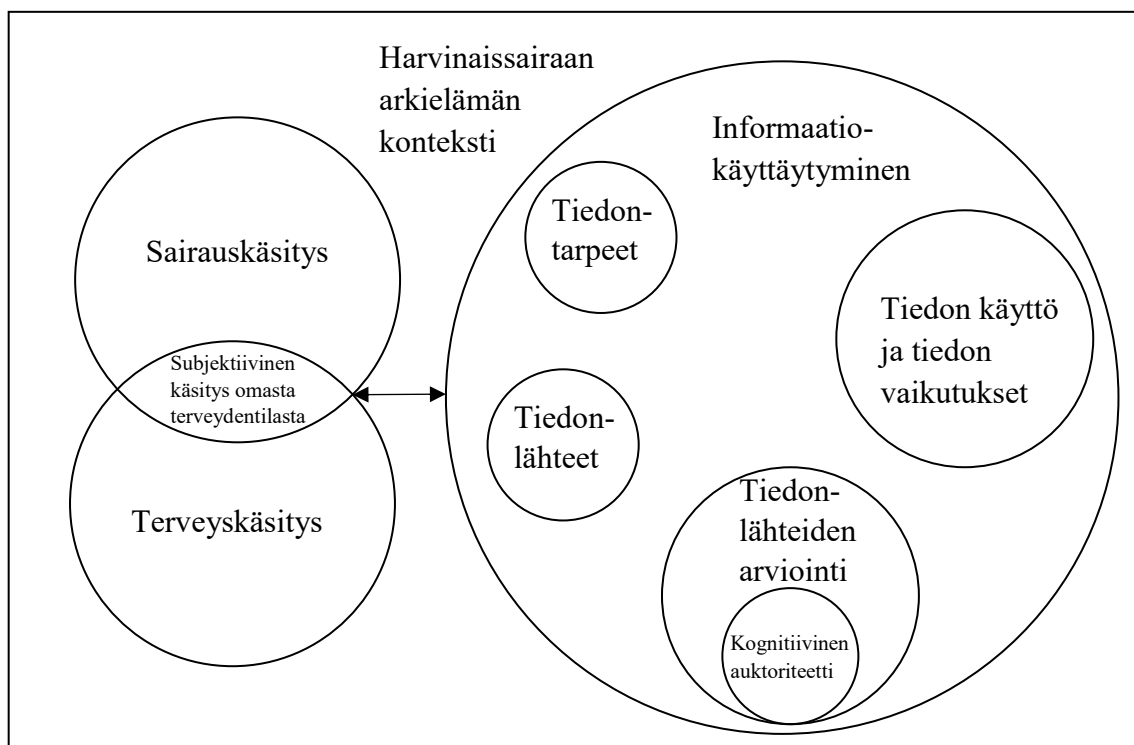 Harvinaissairaan
arkielämän
konteksti
Sairauskäsitys
Subjektiivinen
käsitys omasta
terveydentilasta
Terveyskäsitys
Informaatio-
käyttäytyminen
Tiedon-
tarpeet
Tiedon käyttö
ja tiedon
vaikutukset
Tiedon-
lähteet
Tiedon-
lähteiden
arviointi
Kognitiivinen
auktoriteetti